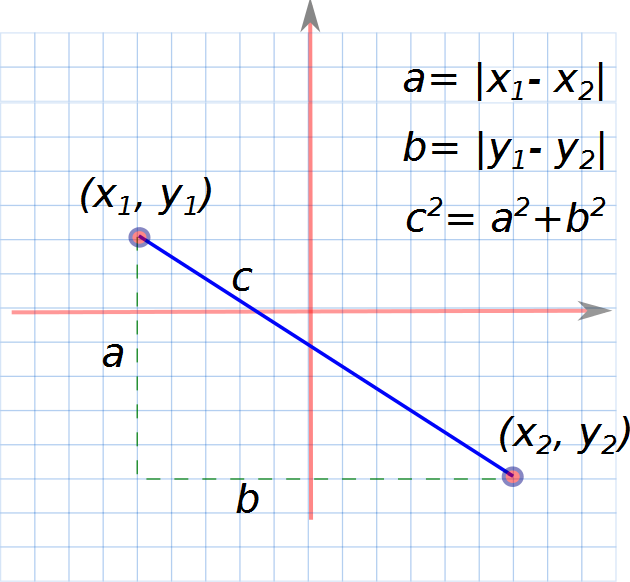 a= |x₁- x₂|
b= |y₁- y₂|
(x₁, y₁)
c²= a²+b²
c
a
(x₂, y₂)
b